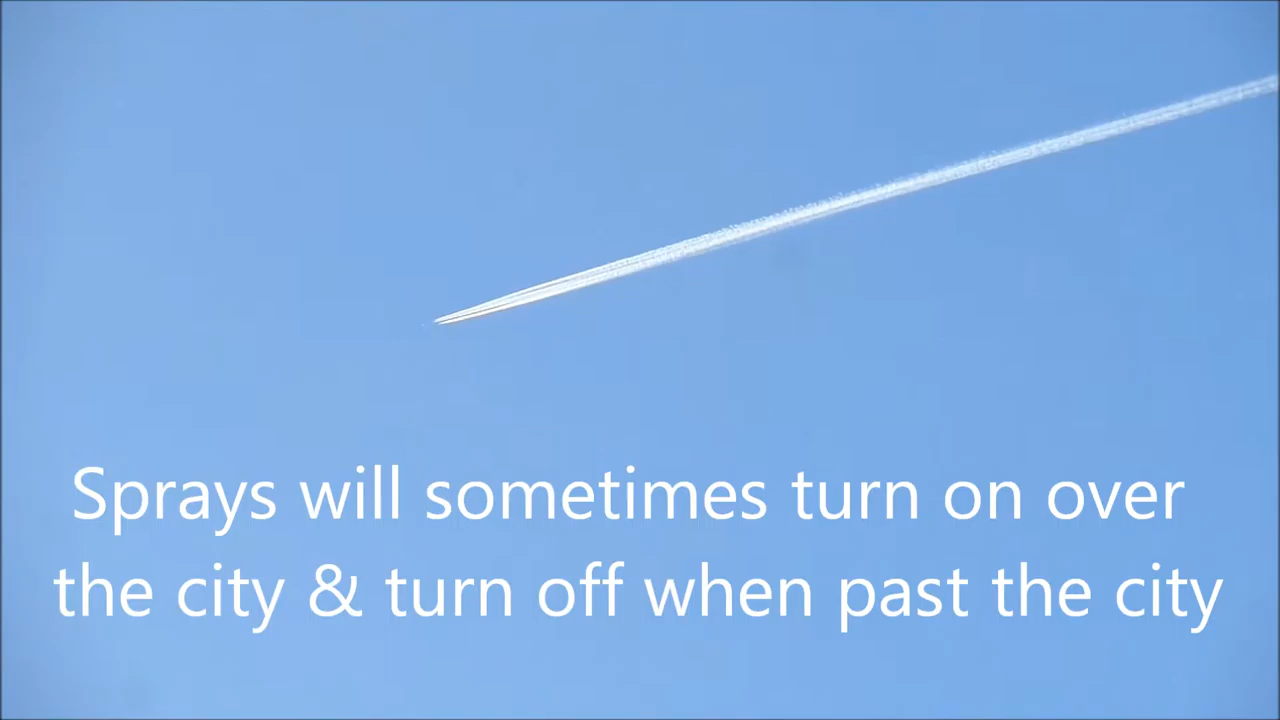 Sprays will sometimes turn on over
the city & turn off when past the city